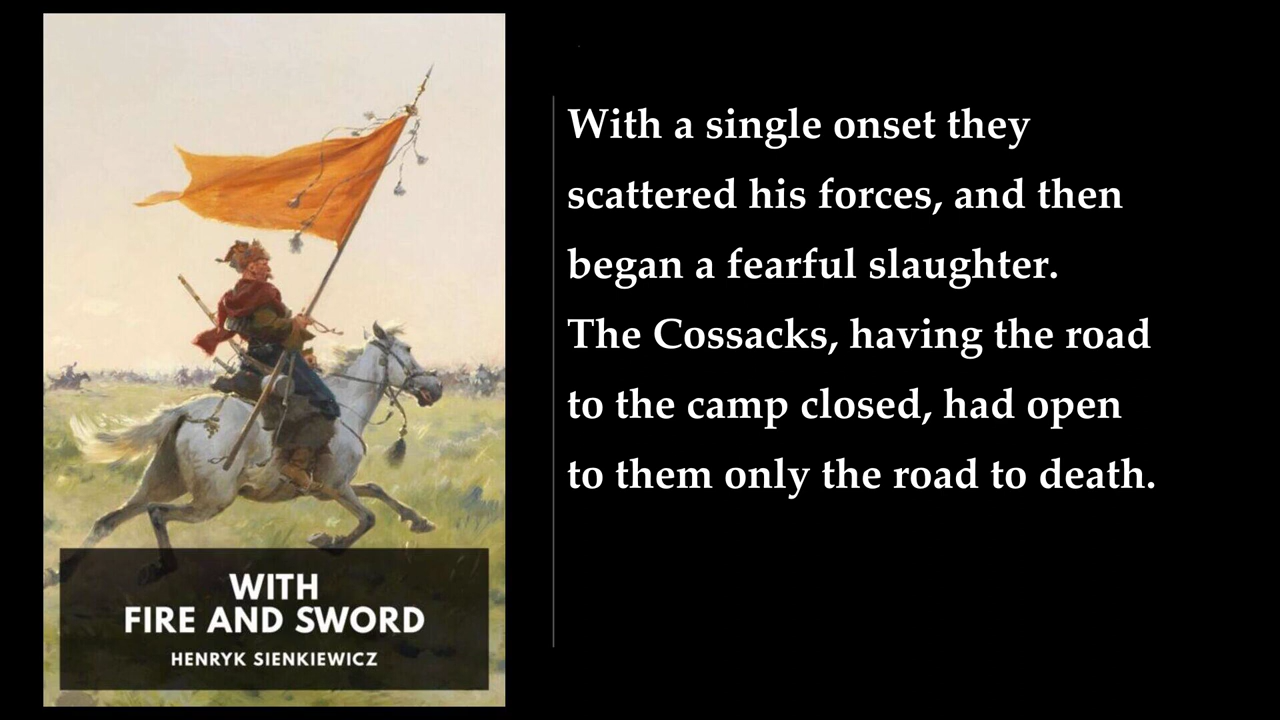 With a single onset they
scattered his forces, and then
began a fearful slaughter.
The Cossacks, having the road
to the camp closed, had open
to them only the road to death.
WITH
FIRE AND SWORD
HENRYK SIENKIEWICZ